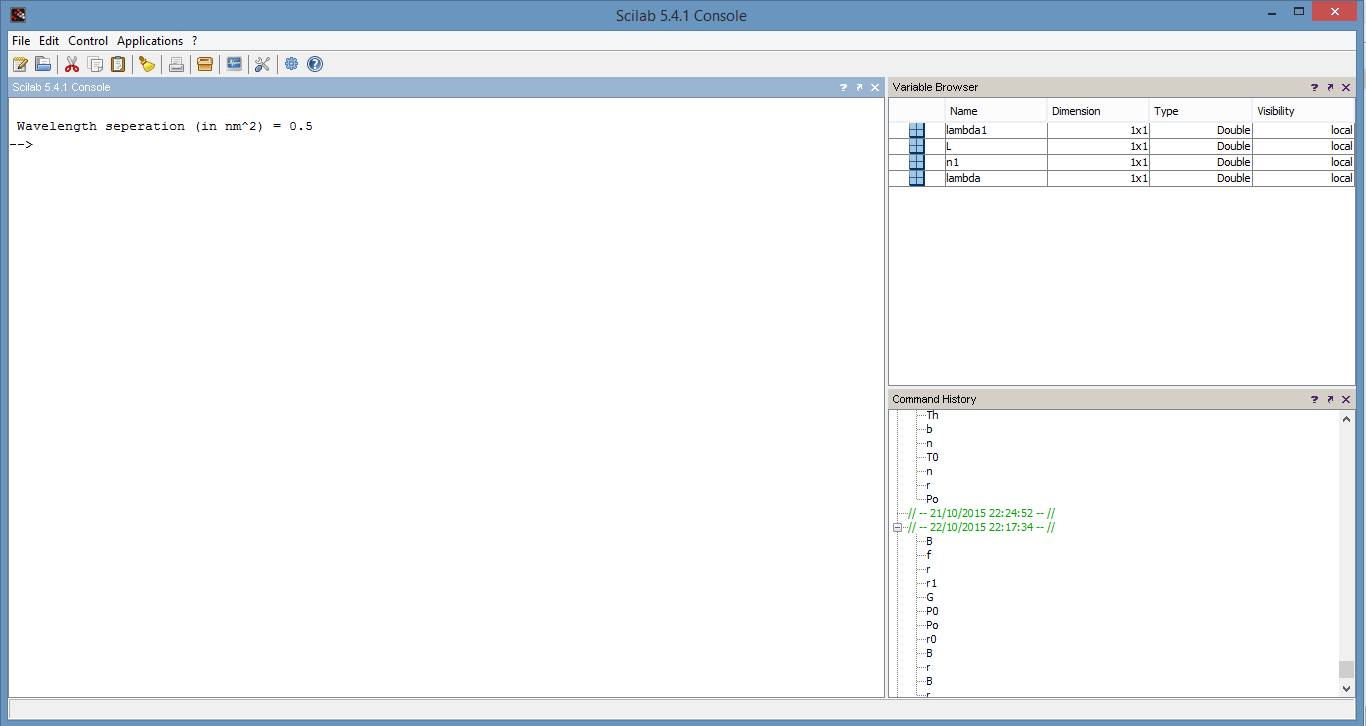 Scilab 5.4.1 Console
File Edit Control Applications ?
Scilab 5.4.1 Console
Wavelength seperation (in nm^2) = 0.5
-->
Variable Browser
Name Dimension Type Visibility
lambda1 1x1 Double local
L 1x1 Double local
n1 1x1 Double local
lambda 1x1 Double local
Command History
Th
b
n
T0
n
r
Po
// -- 21/10/2015 22:24:52 -- //
// -- 22/10/2015 22:17:34 -- //
B
f
r
r1
G
P0
Po
r0
B
r
B
r